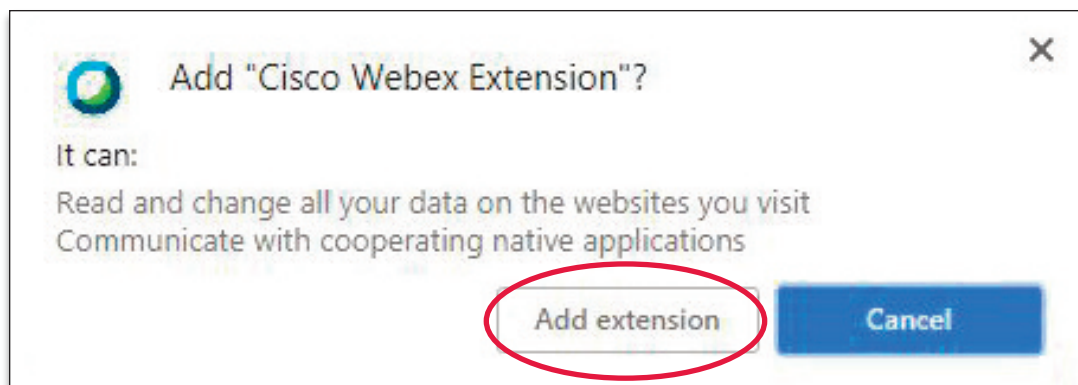 Add "Cisco Webex Extension"?
It can:
Read and change all your data on the websites you visit
Communicate with cooperating native applications
Add extension
Cancel